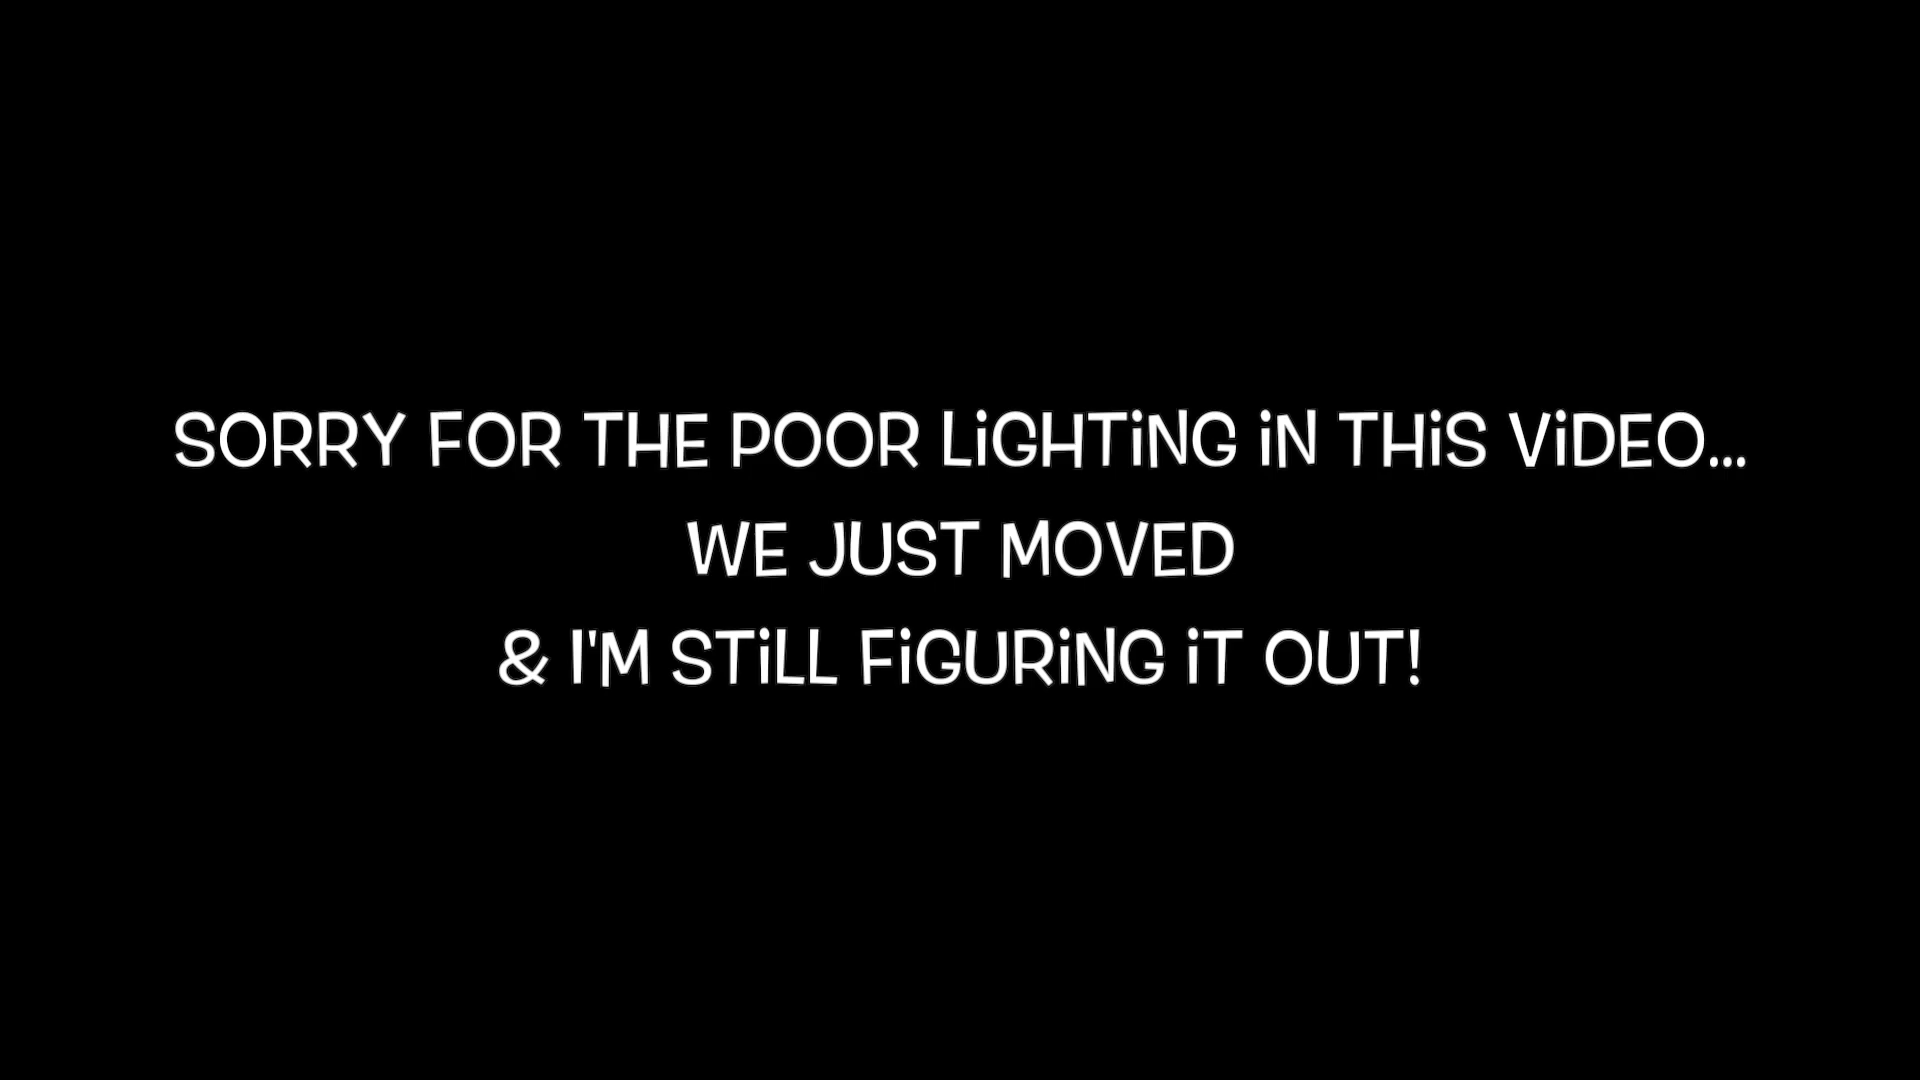 SORRY FOR THE POOR LiGHTiNG iN THiS ViDEO...
WE JUST MOVED
& I'M STiLL FiGURiNG iT OUT!